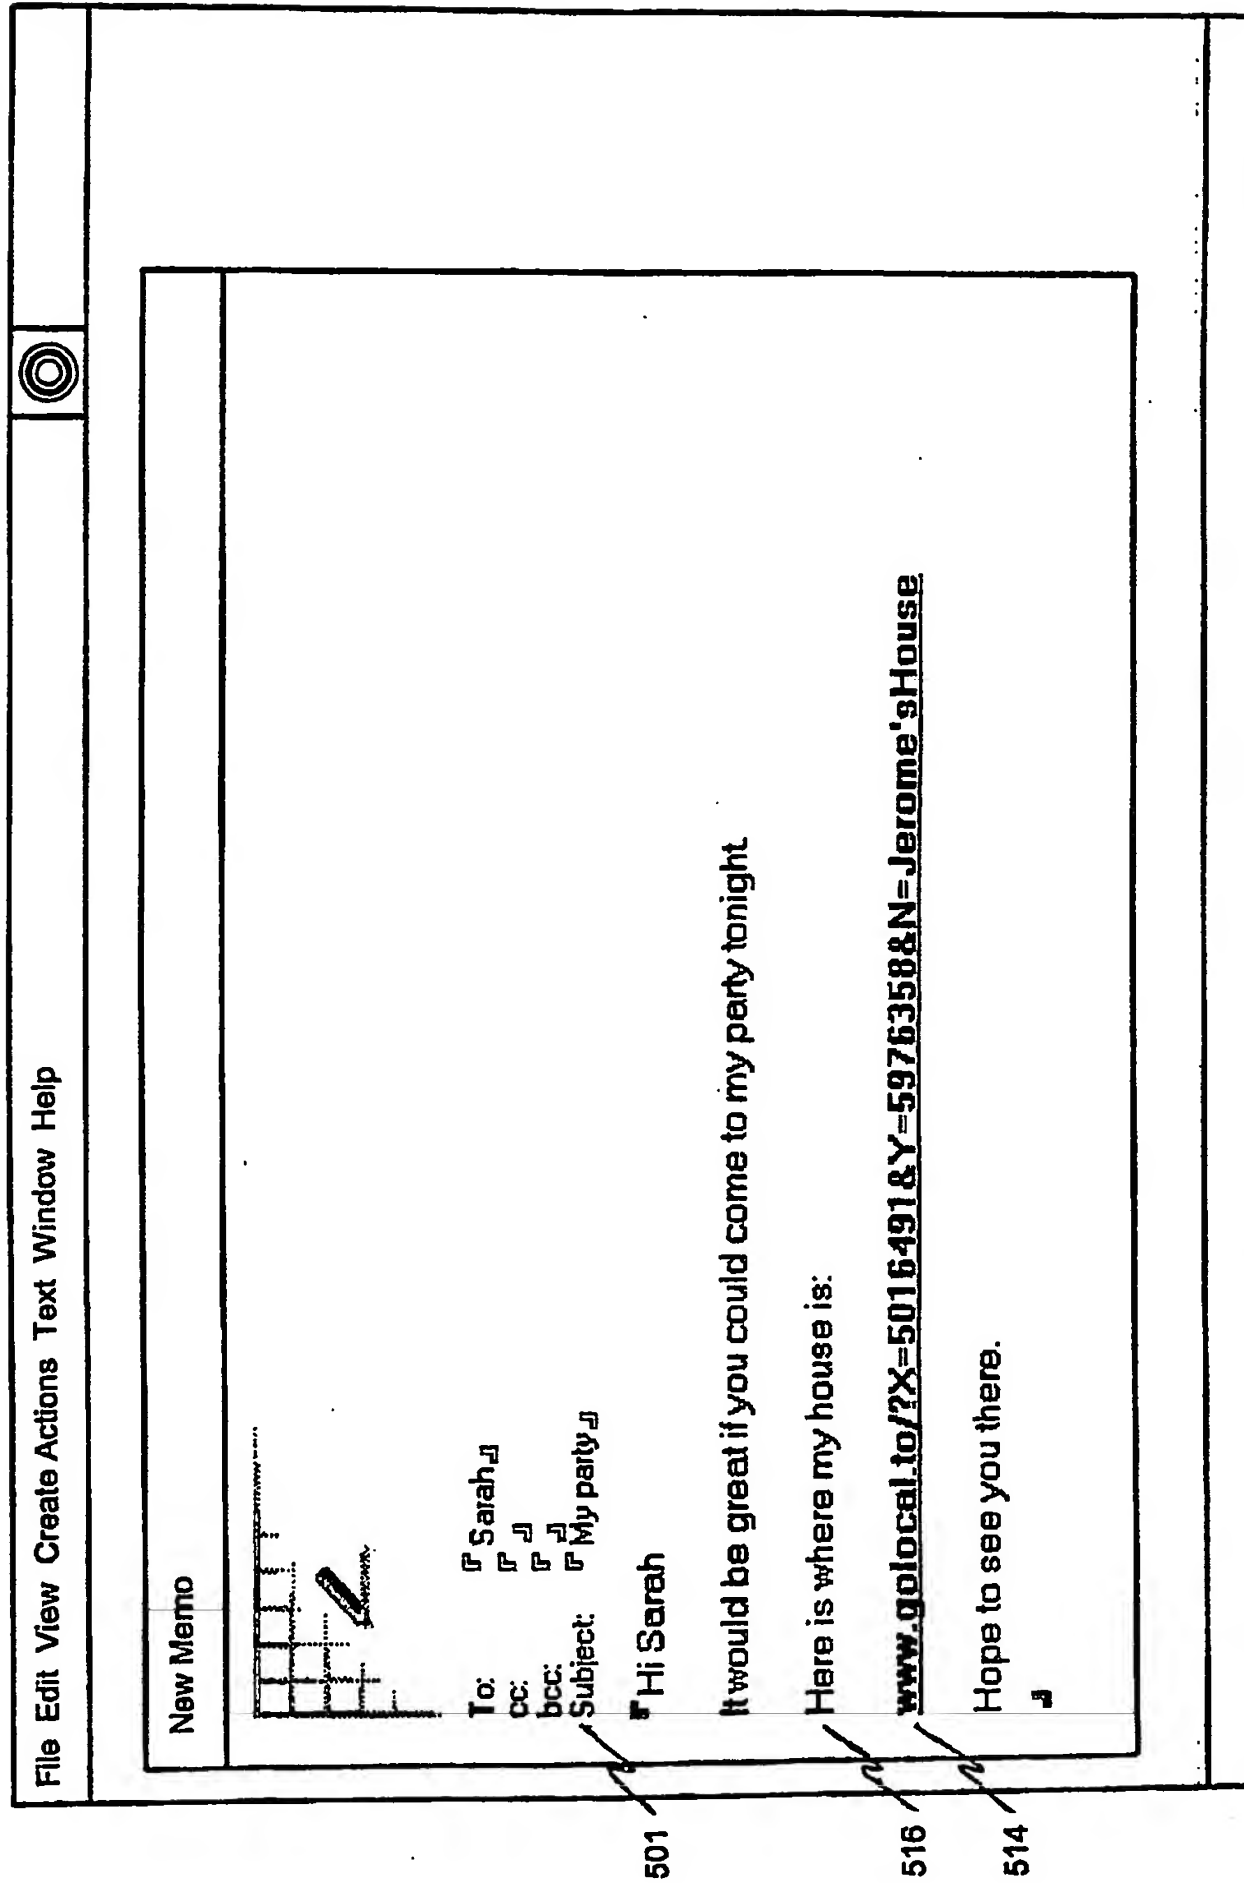 File Edit View Create Actions Text Window Help
New Memo
To: 『Sarah』
cc: 『 』
bcc: 『 』
Subject: 『My party』
『Hi Sarah
It would be great if you could come to my party tonight.
Here is where my house is:
www.golocal.to/?X=5016491&Y=5976358&N=Jerome'sHouse
Hope to see you there.
』
501
516
514